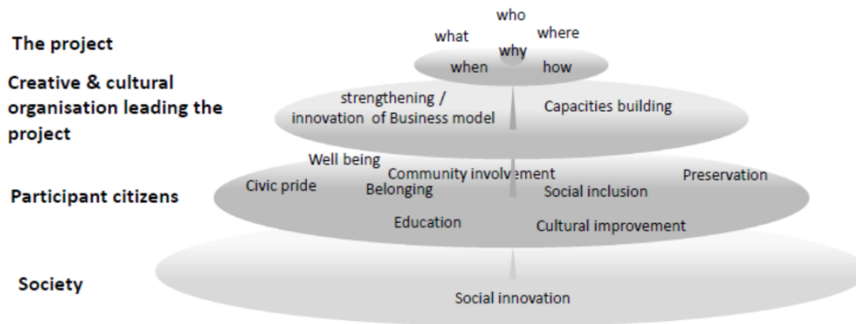 who
what
where
The project
why
when
how
Creative & cultural
organisation leading the
project
strengthening /
innovation of Business model
Capacities building
Well being
Community involvement
Preservation
Civic pride
Belonging
Social inclusion
Participant citizens
Education
Cultural improvement
Society
Social innovation